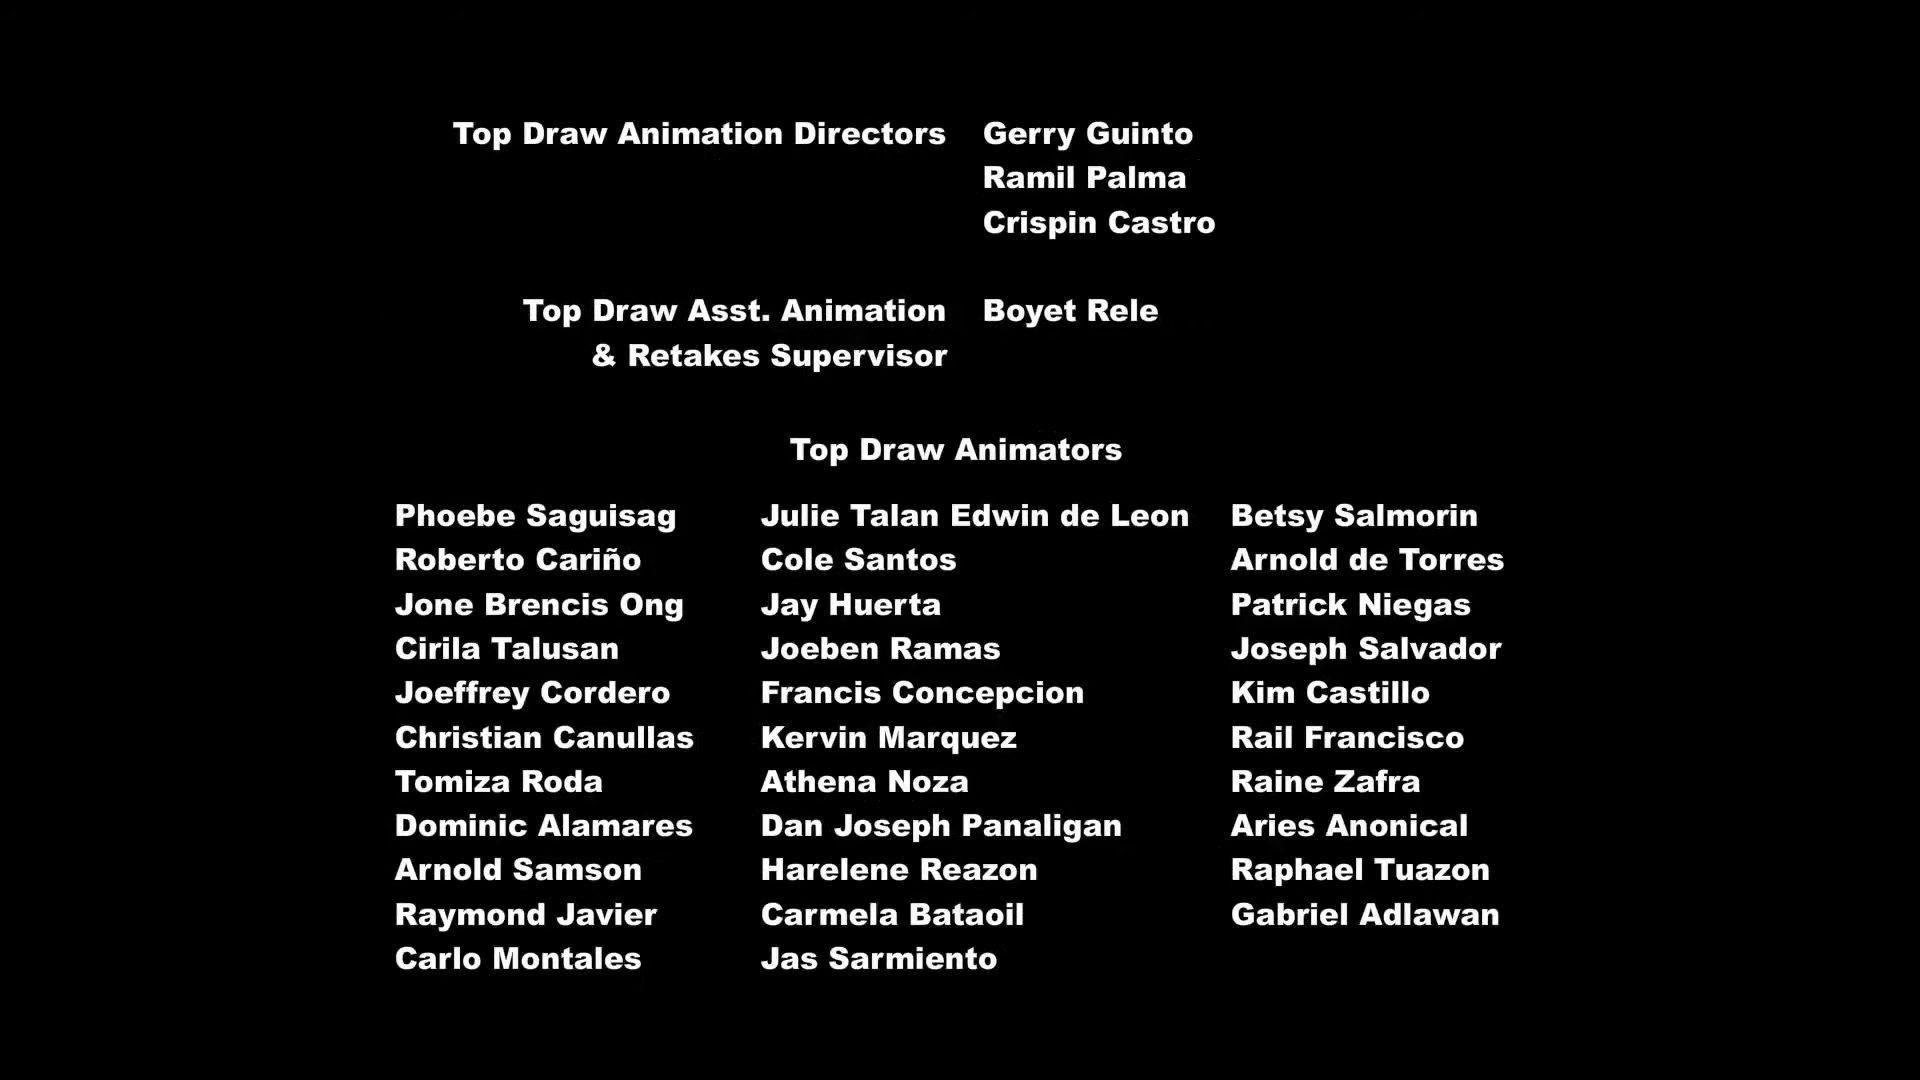 Top Draw Animation Directors Gerry Guinto
Ramil Palma
Crispin Castro
Top Draw Asst. Animation Boyet Rele
& Retakes Supervisor
Top Draw Animators
Phoebe Saguisag Julie Talan Edwin de Leon Betsy Salmorin
Roberto Cariño Cole Santos Arnold de Torres
Jone Brencis Ong Jay Huerta Patrick Niegas
Cirila Talusan Joeben Ramas Joseph Salvador
Joeffrey Cordero Francis Concepcion Kim Castillo
Christian Canullas Kervin Marquez Rail Francisco
Tomiza Roda Athena Noza Raine Zafra
Dominic Alamares Dan Joseph Panaligan Aries Anonical
Arnold Samson Harelene Reazon Raphael Tuazon
Raymond Javier Carmela Bataoil Gabriel Adlawan
Carlo Montales Jas Sarmiento